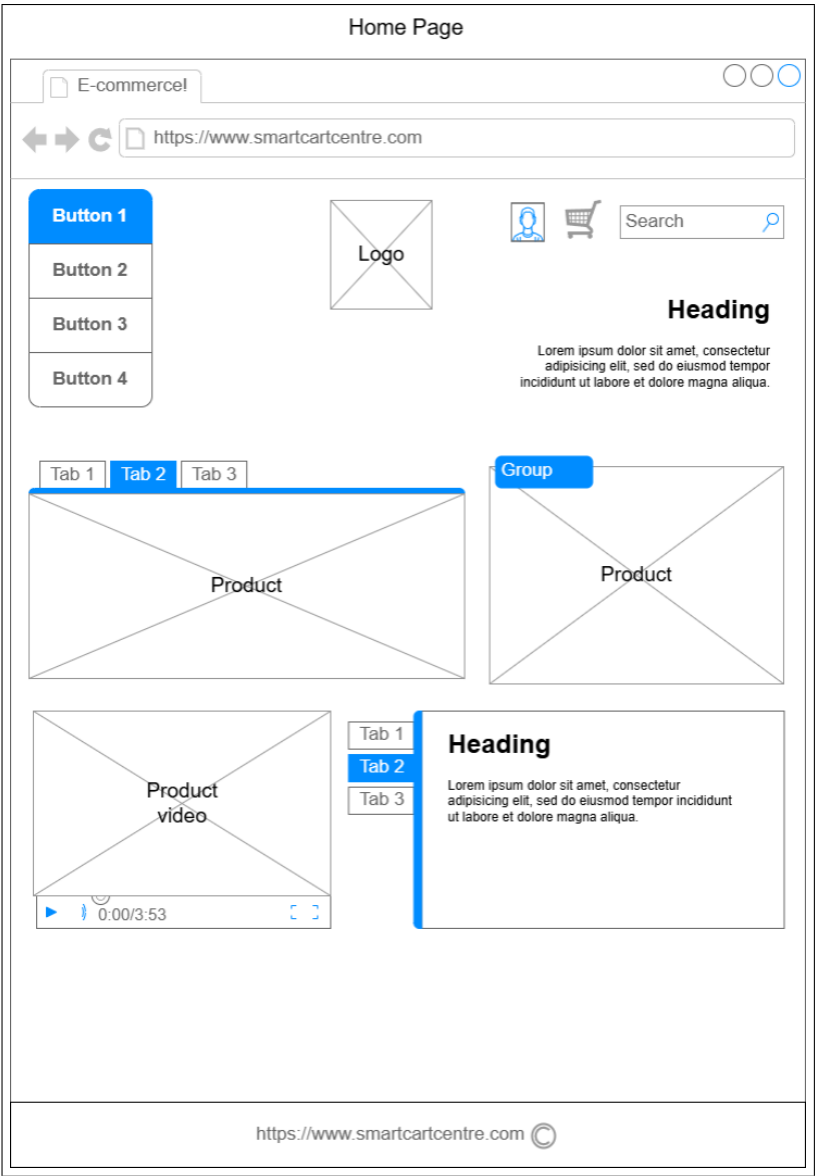 Home Page
E-commerce!
https://www.smartcartcentre.com
Button 1
Button 2
Button 3
Button 4
Logo
Search
Heading
Lorem ipsum dolor sit amet, consectetur
adipisicing elit, sed do eiusmod tempor
incididunt ut labore et dolore magna aliqua.
Tab 1 Tab 2 Tab 3
Product
Group
Product
Product
video
0:00/3:53
Tab 1
Tab 2
Tab 3
Heading
Lorem ipsum dolor sit amet, consectetur
adipisicing elit, sed do eiusmod tempor incididunt
ut labore et dolore magna aliqua.
https://www.smartcartcentre.com ©